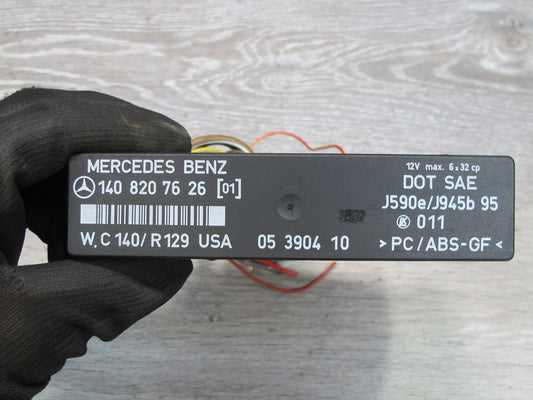 MERCEDES BENZ
140 820 76 26 [01]
W, C 140/ R 129 USA
05 3904 10
12V max. 6 x 32 cp
DOT SAE
J590e/J945b 95
011
>PC/ABS-GF<